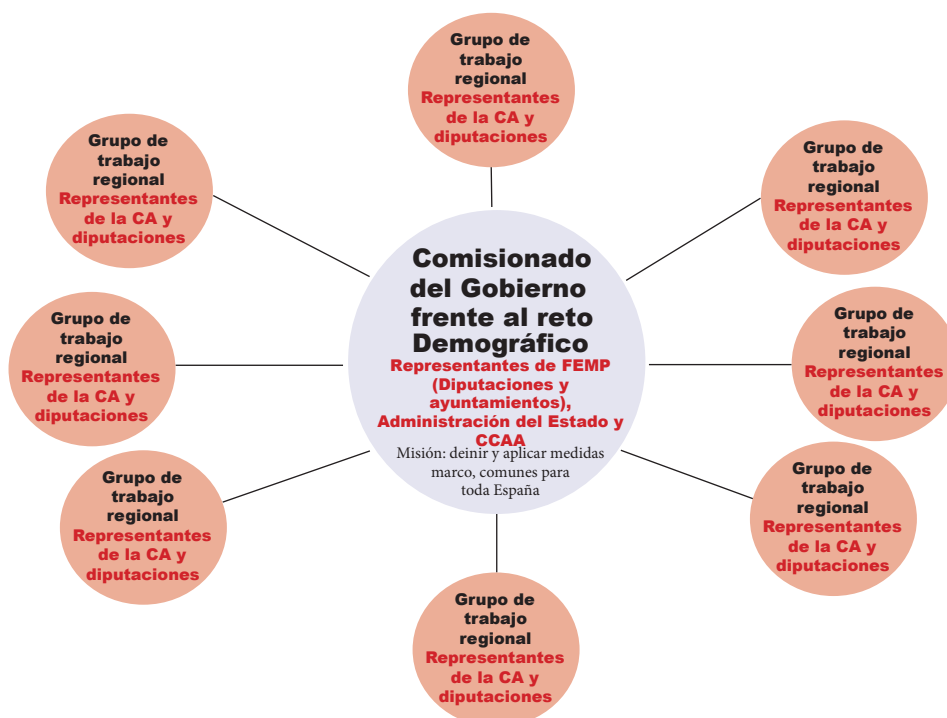 Grupo de
trabajo
regional
Representantes
de la CA y
diputaciones
Grupo de
trabajo
regional
Representantes
de la CA y
diputaciones
Grupo de
trabajo
regional
Representantes
de la CA y
diputaciones
Comisionado
del Gobierno
frente al reto
Demográfico
Representantes de FEMP
(Diputaciones y
ayuntamientos),
Administración del Estado y
CCAA
Misión: deinir y aplicar medidas
marco, comunes para
toda España
Grupo de
trabajo
regional
Representantes
de la CA y
diputaciones
Grupo de
trabajo
regional
Representantes
de la CA y
diputaciones
Grupo de
trabajo
regional
Representantes
de la CA y
diputaciones
Grupo de
trabajo
regional
Representantes
de la CA y
diputaciones
Grupo de
trabajo
regional
Representantes
de la CA y
diputaciones